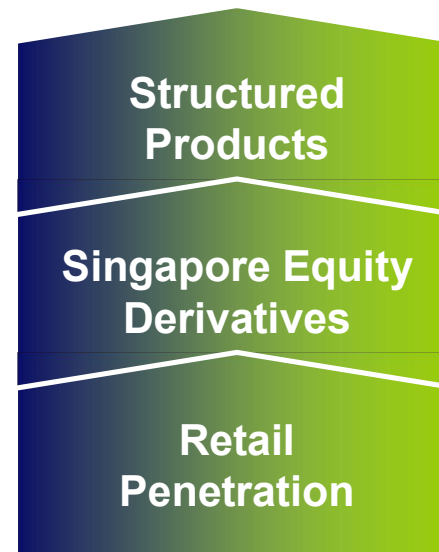 Structured
Products
Singapore Equity
Derivatives
Retail
Penetration